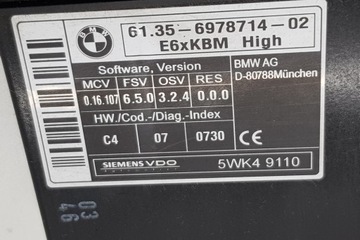 BMW
61.35-6978714-02
E6xKBM High
Software, Version
MCV FSV OSV RES
0.16.107 6.5.0 3.2.4 0.0.0
HW./Cod.-/Diag.-Index
C4 07 0730
BMW AG
D-80788München
CE
SIEMENS VDO
5WK4 9110
03
46